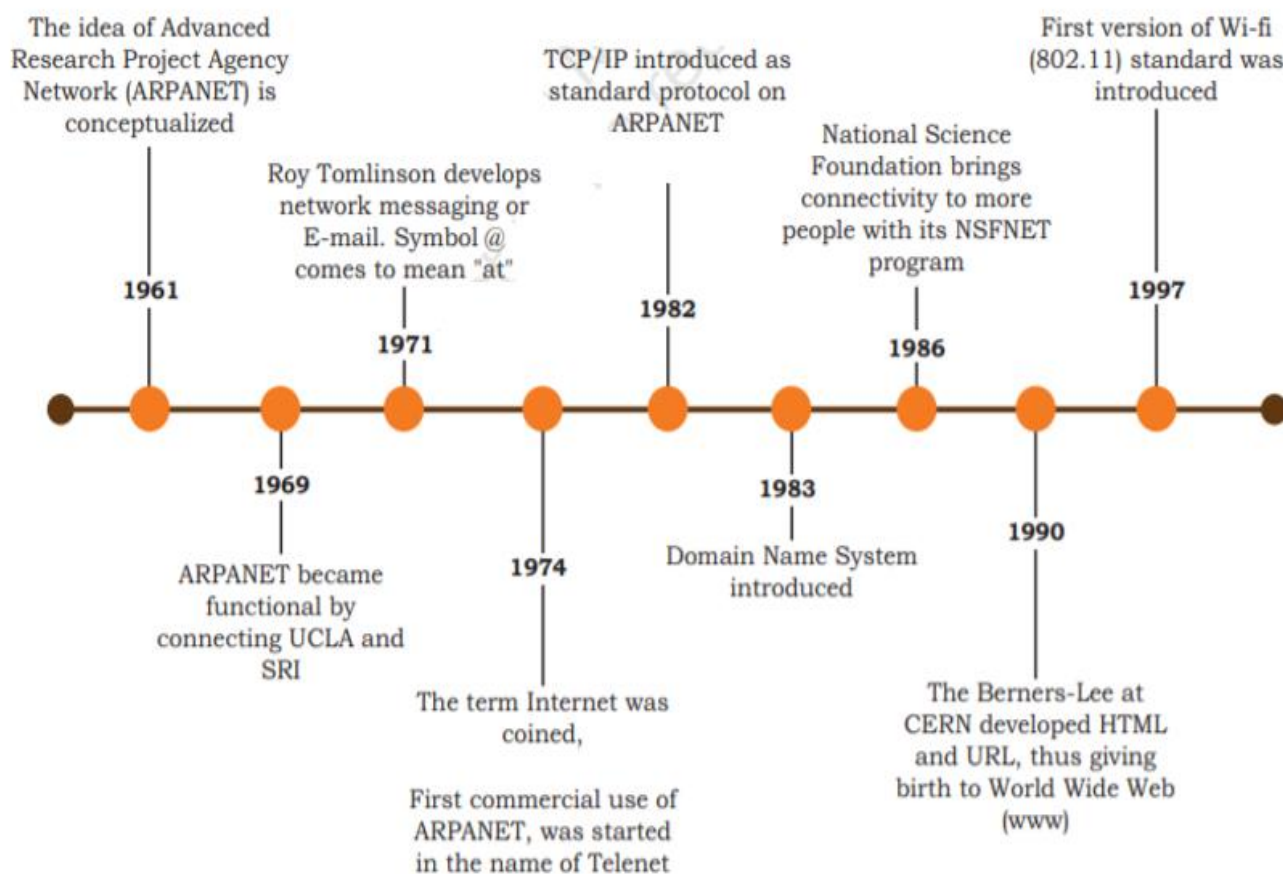 The idea of Advanced
Research Project Agency
Network (ARPANET) is
conceptualized
1961
ARPANET became
functional by
connecting UCLA and
SRI
1969
Roy Tomlinson develops
network messaging or
E-mail. Symbol @
comes to mean "at"
1971
The term Internet was
coined,
First commercial use of
ARPANET, was started
in the name of Telenet
1974
TCP/IP introduced as
standard protocol on
ARPANET
1982
Domain Name System
introduced
1983
National Science
Foundation brings
connectivity to more
people with its NSFNET
program
1986
The Berners-Lee at
CERN developed HTML
and URL, thus giving
birth to World Wide Web
(www)
1990
First version of Wi-fi
(802.11) standard was
introduced
1997